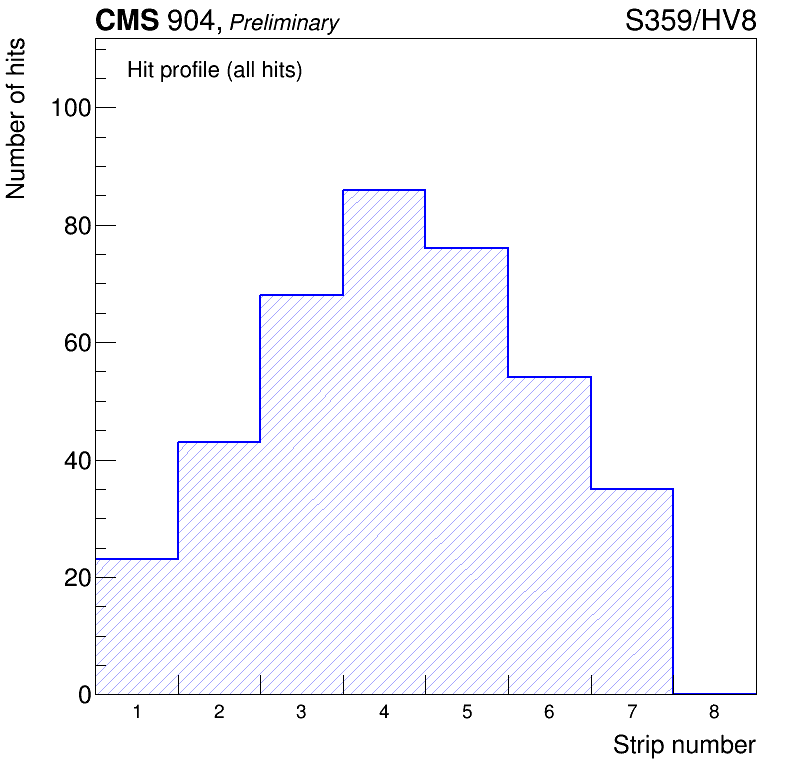 CMS 904, Preliminary S359/HV8
Number of hits
Hit profile (all hits)
100
80
60
40
20
0
1 2 3 4 5 6 7 8
Strip number